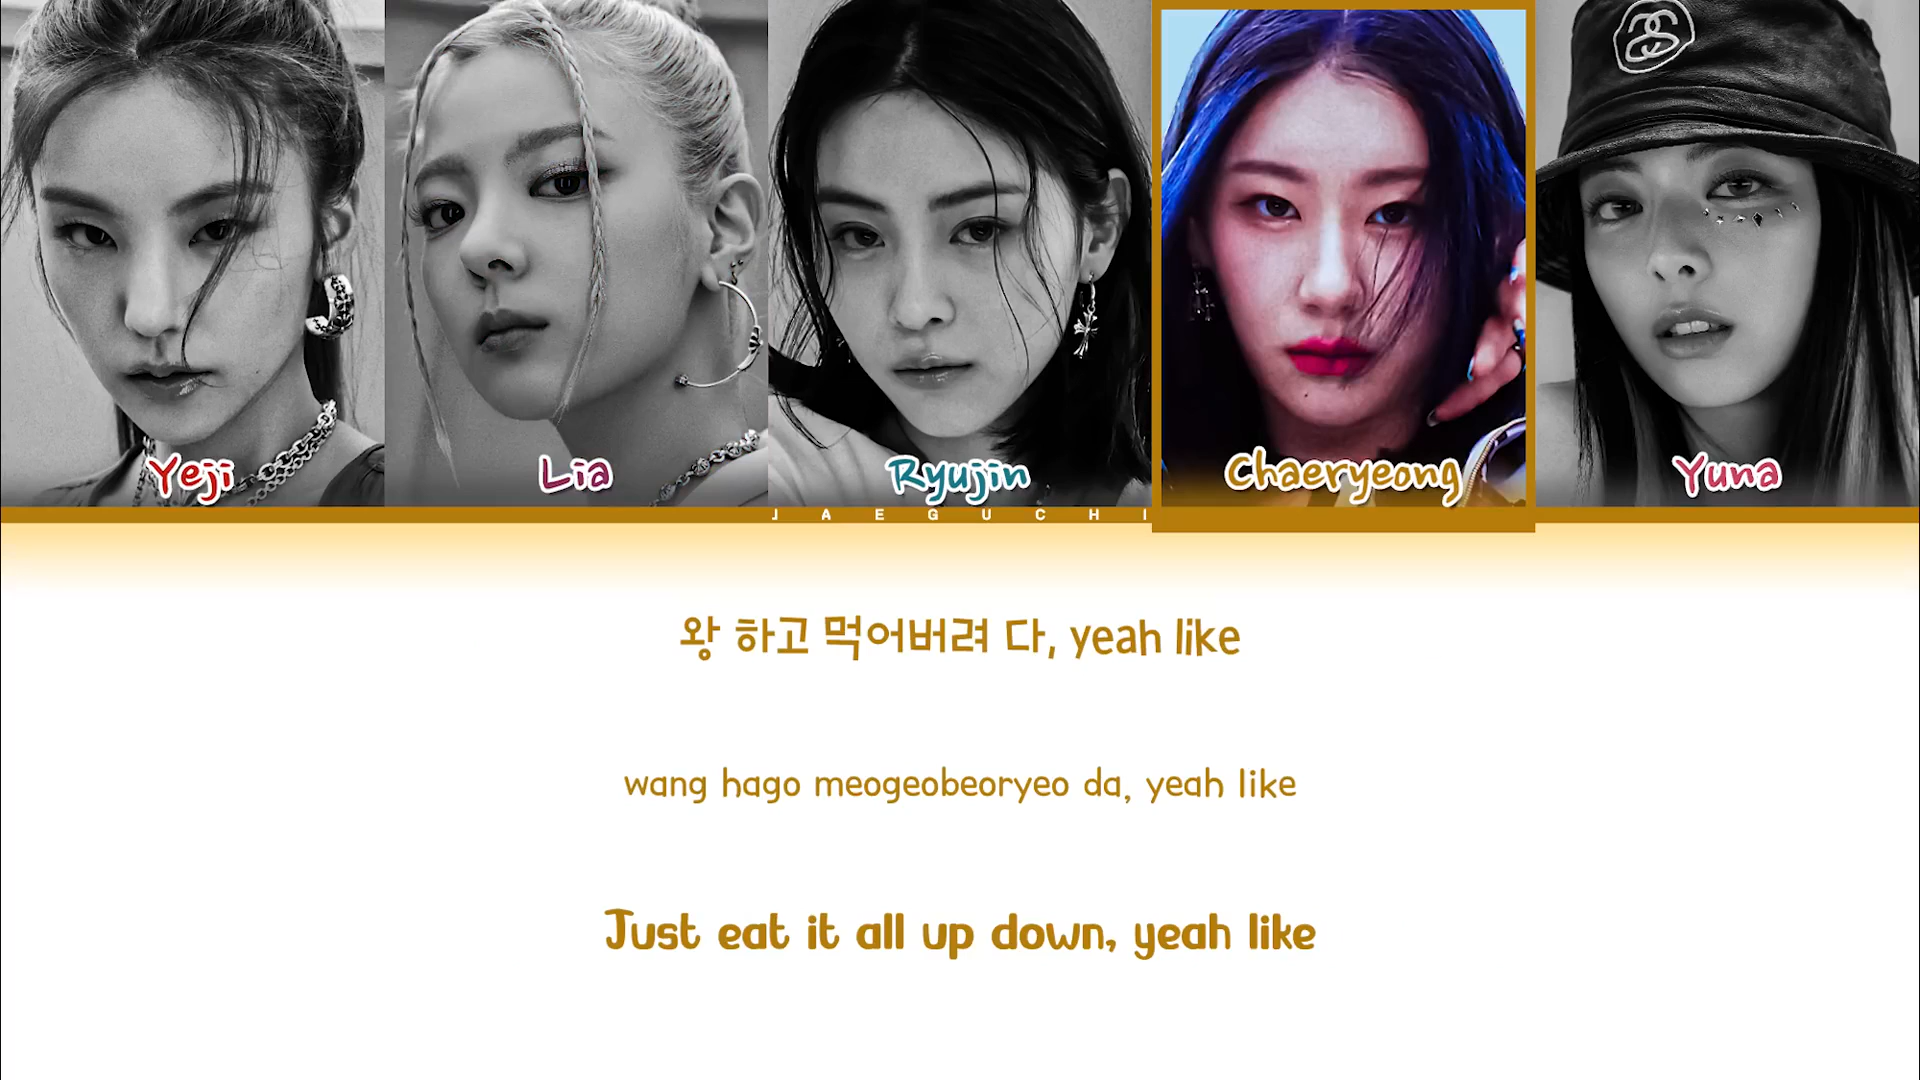 Yeji
Lia
Ryujin
Chaeryeong
Yuna
JAEGUCHI
왕 하고 먹어버려 다, yeah like
wang hago meogeobeoryeo da, yeah like
Just eat it all up down, yeah like